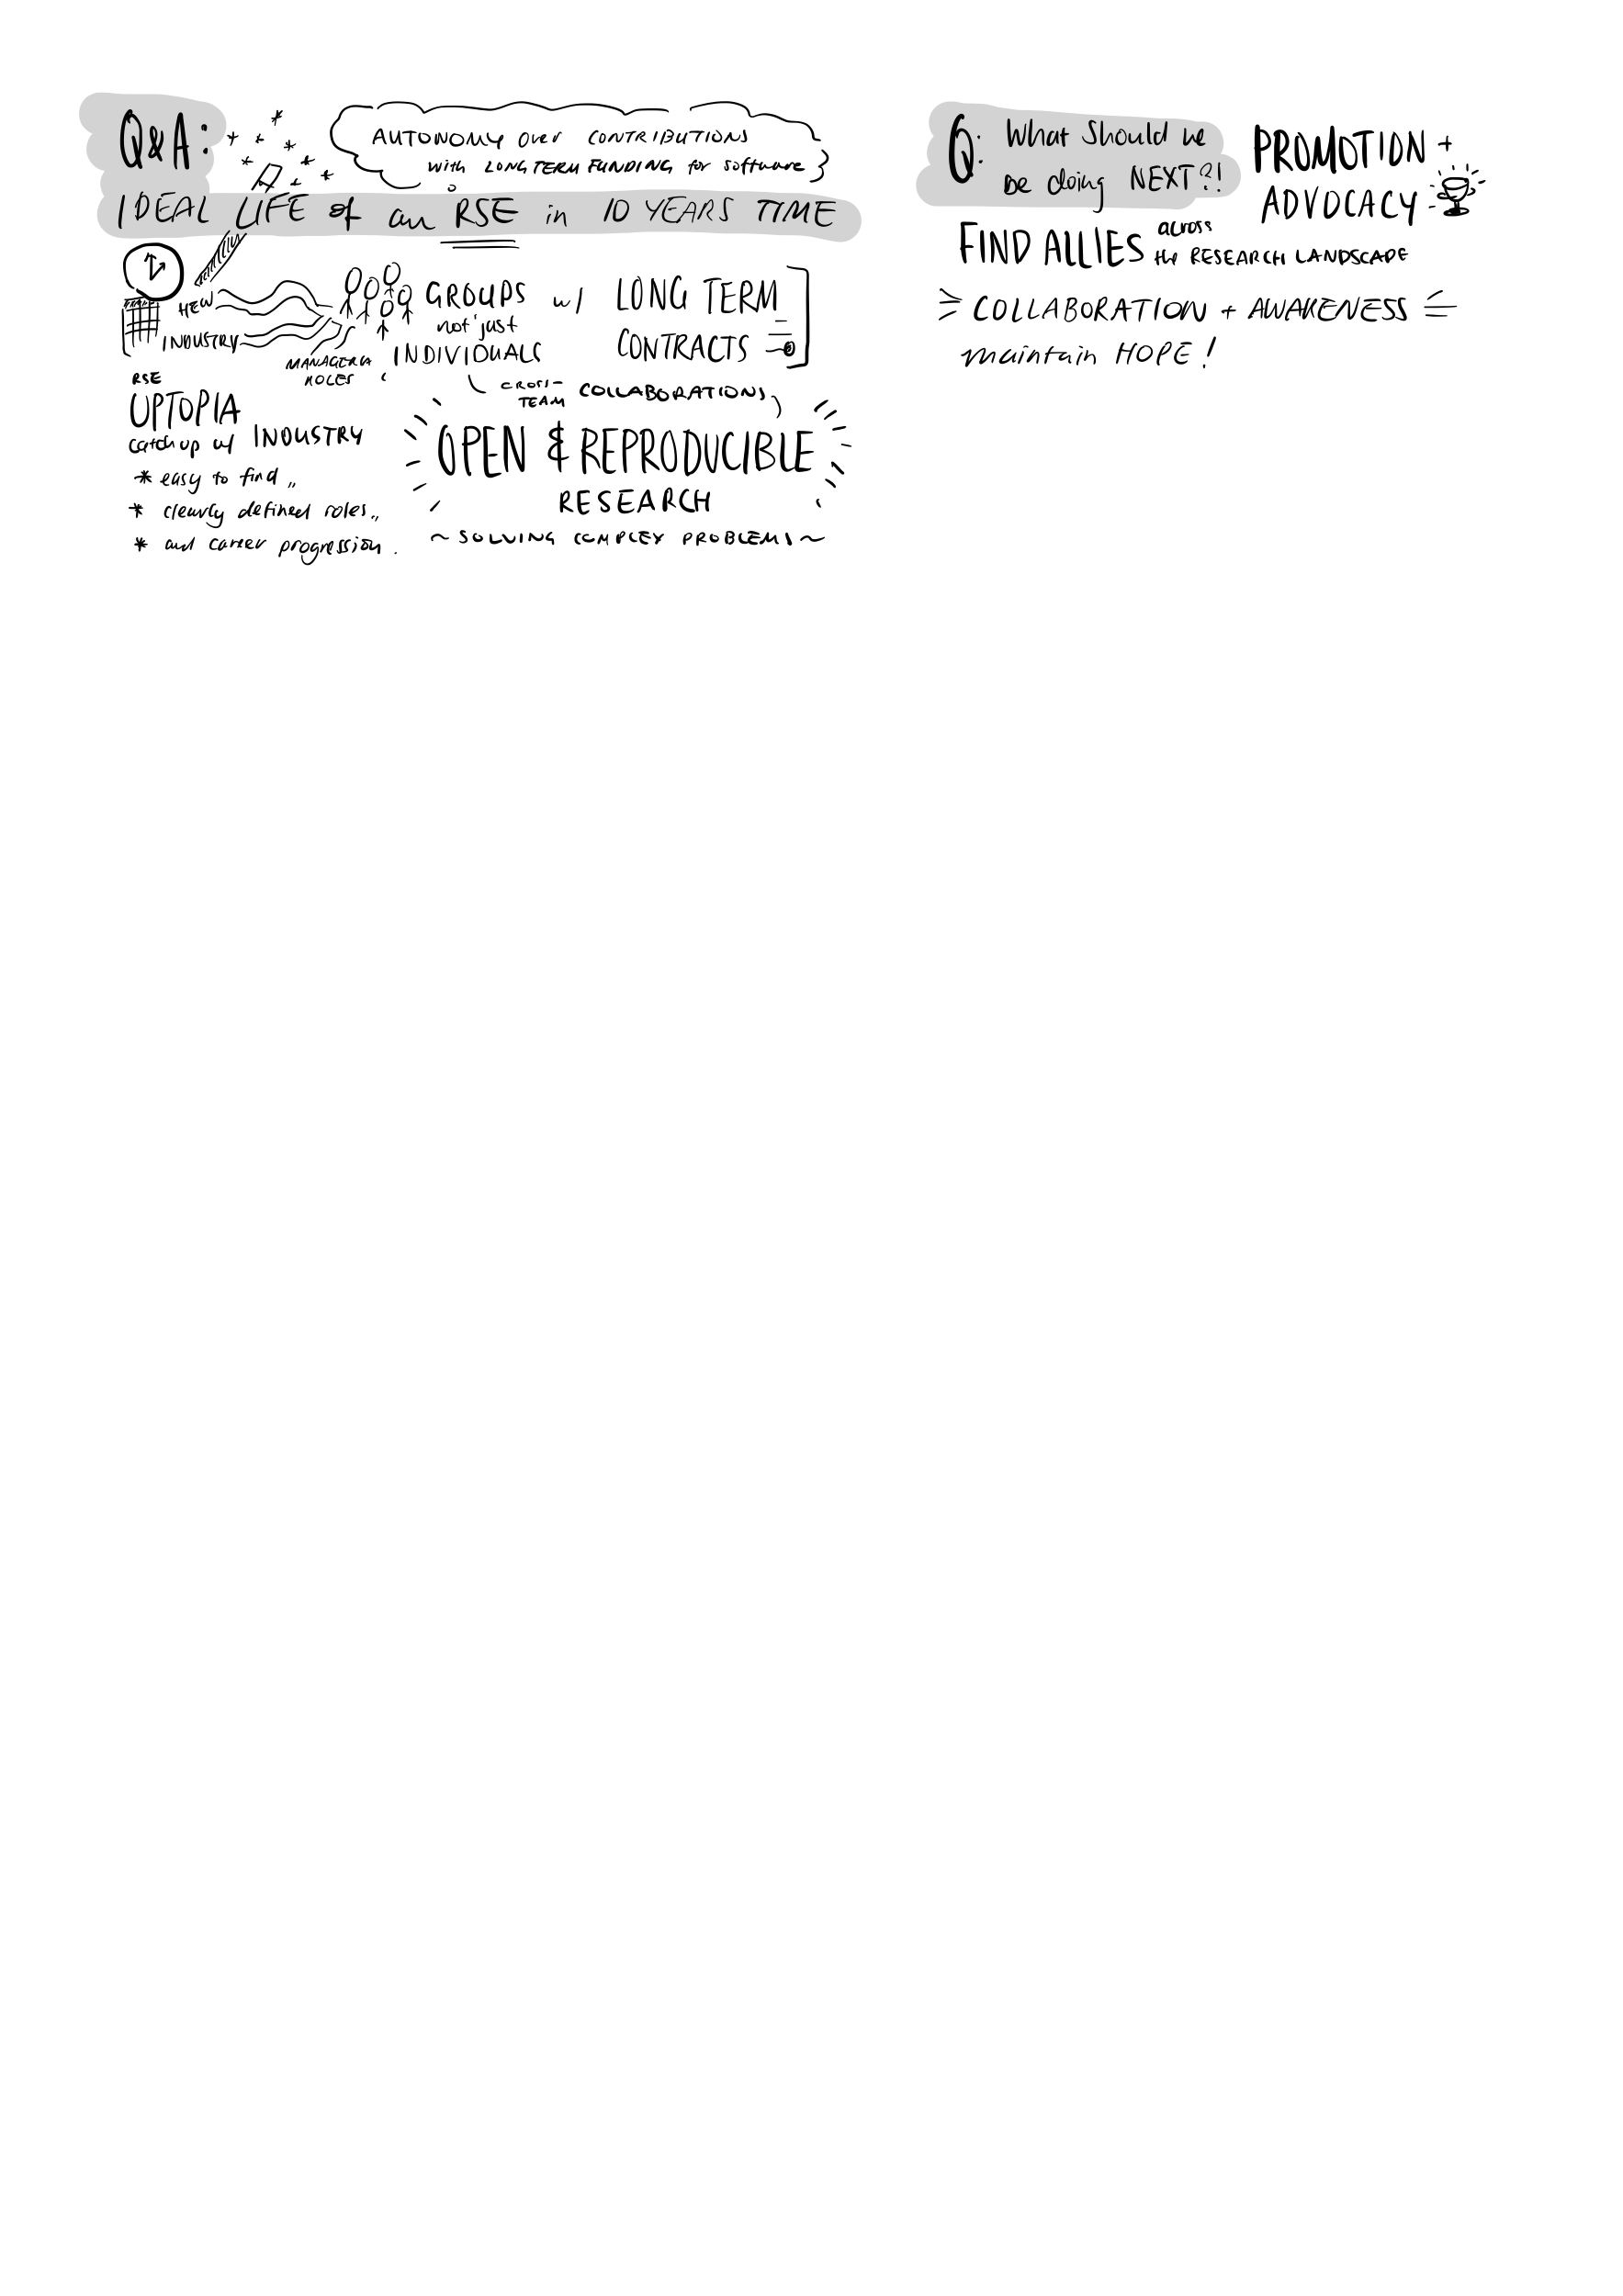 Q&A:
AUTONOMY over CONTRIBUTIONS
with LONG TERM FUNDING for software
IDEAL LIFE of an RSE in 10 YEARS TIME
NEW
INDUSTRY
MANAGERIA
ROLES
GROUPS w/ LONG TERM
not just
INDIVIDUALS
CONTRACTS
CROSS-
TEAM COLLABORATIONS
RSE
UPTOPIA
catch up w/ INDUSTRY
* easy to find,,
* clearly defined roles,,
* and career progression.
OPEN & REPRODUCIBLE
RESEARCH
~ SOLVING COMPLEX PROBLEMS ~
Q: What should we
be doing NEXT?!
PROMOTION +
ADVOCACY
FIND ALLIES across
the RESEARCH LANDSCAPE
COLLABORATION + AWARENESS
maintain HOPE!